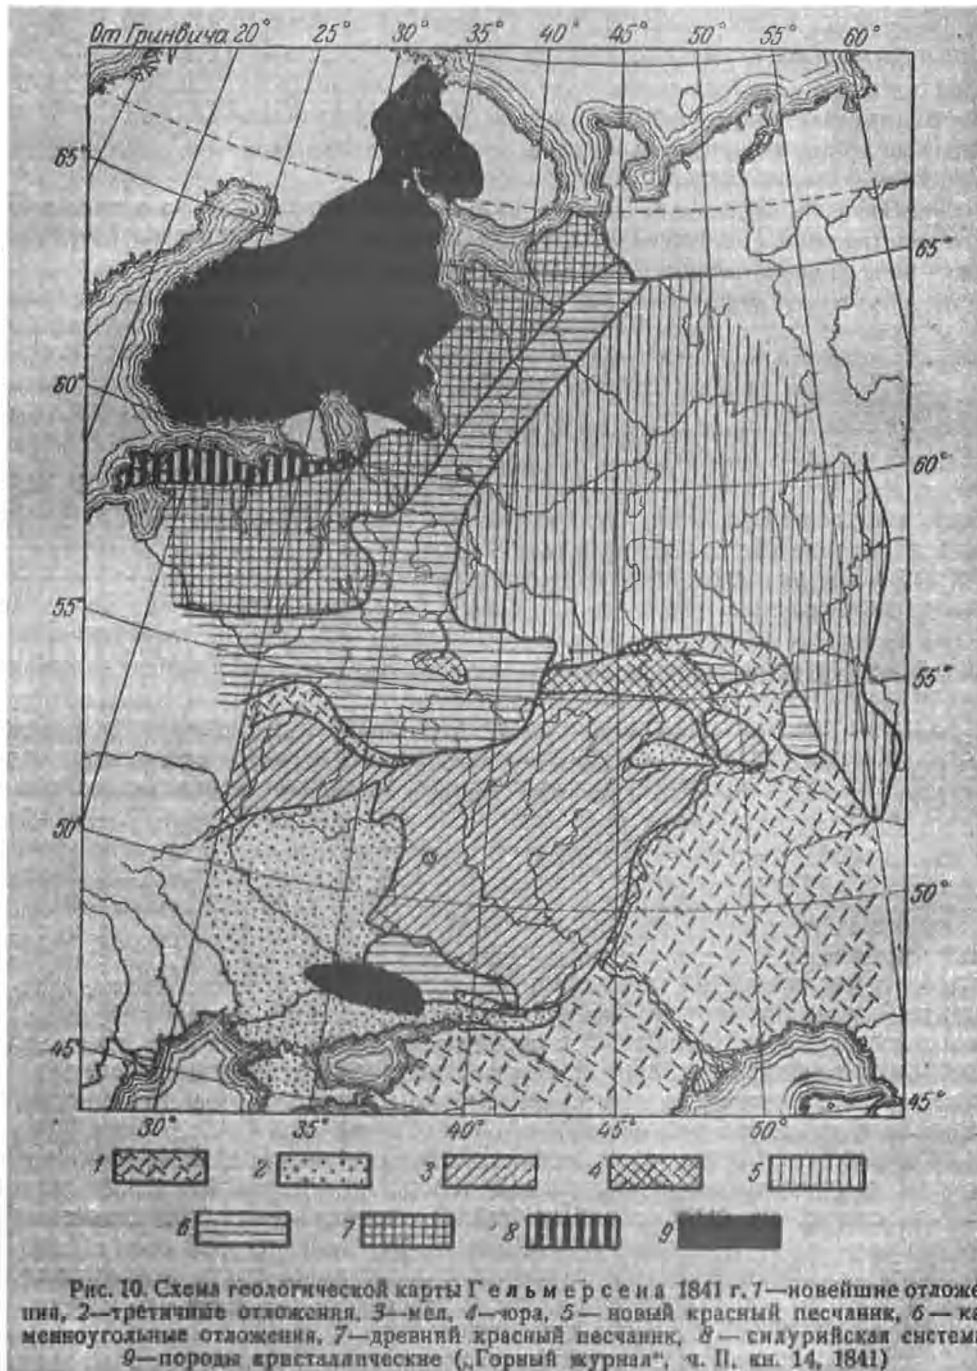 От Гринвича 20° 25° 30° 35° 40° 45° 50° 55° 60°
65°
65°
60°
60°
55°
55°
50°
50°
45°
45°
30° 35° 40° 45° 50°
1 2 3 4 5
6 7 8 9
Рис. 10. Схема геологической карты Гельмерсена 1841 г. 1—новейшие отложе
ния, 2—третичные отложения, 3—мел, 4—юра, 5—новый красный песчаник, 6—ка
менноугольные отложения, 7—древний красный песчаник, 8—силурийская система
9—породы кристаллические („Горный журнал“, ч. II, кн. 14, 1841)